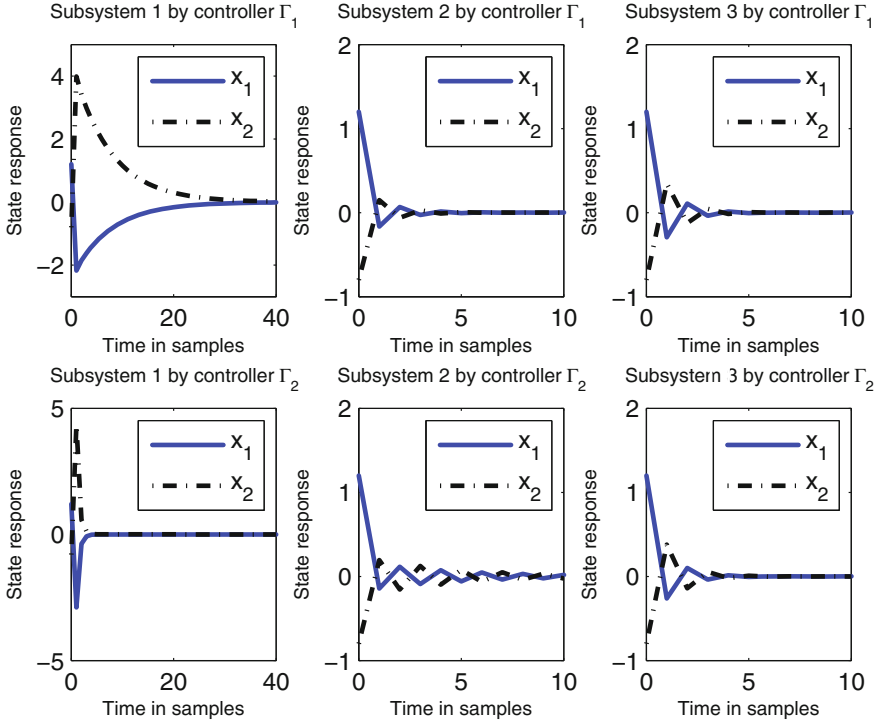 Subsystem 1 by controller Γ1
Subsystem 2 by controller Γ1
Subsystem 3 by controller Γ1
State response
4
2
0
−2
x1
x2
0
20
40
Time in samples
State response
2
1
0
−1
x1
x2
0
5
10
Time in samples
State response
2
1
0
−1
x1
x2
0
5
10
Time in samples
Subsystem 1 by controller Γ2
Subsystem 2 by controller Γ2
Subsystem 3 by controller Γ2
State response
5
0
−5
x1
x2
0
20
40
Time in samples
State response
2
1
0
−1
x1
x2
0
5
10
Time in samples
State response
2
1
0
−1
x1
x2
0
5
10
Time in samples